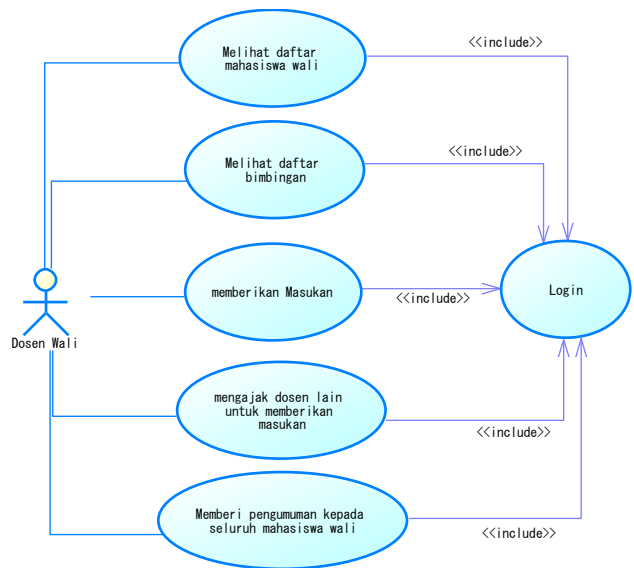 Melihat daftar
mahasiswa wali
<<include>>
Melihat daftar
bimbingan
<<include>>
memberikan Masukan
<<include>>
Login
Dosen Wali
mengajak dosen lain
untuk memberikan
masukan
<<include>>
Memberi pengumuman kepada
seluruh mahasiswa wali
<<include>>